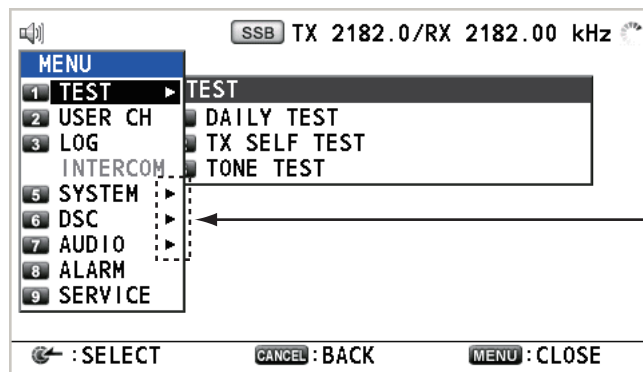 SSB TX 2182.0/RX 2182.00 kHz
MENU
1 TEST
2 USER CH
3 LOG
INTERCOM
5 SYSTEM
6 DSC
7 AUDIO
8 ALARM
9 SERVICE
TEST
DAILY TEST
TX SELF TEST
TONE TEST
:SELECT
CANCEL:BACK
MENU:CLOSE